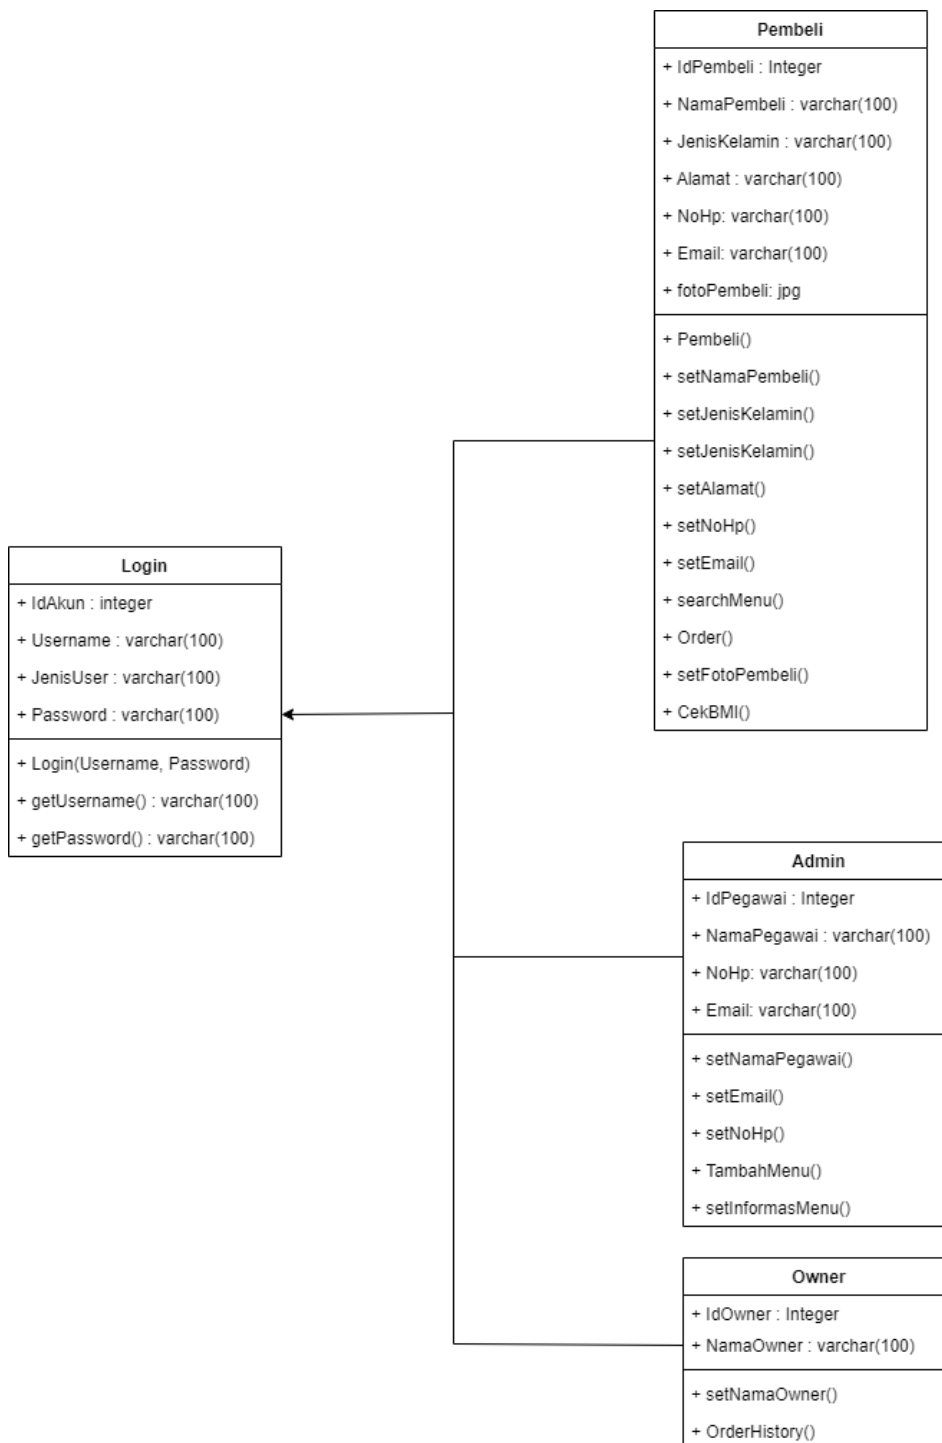 Pembeli
+ IdPembeli : Integer
+ NamaPembeli : varchar(100)
+ JenisKelamin : varchar(100)
+ Alamat : varchar(100)
+ NoHp: varchar(100)
+ Email: varchar(100)
+ fotoPembeli: jpg
+ Pembeli()
+ setNamaPembeli()
+ setJenisKelamin()
+ setJenisKelamin()
+ setAlamat()
+ setNoHp()
+ setEmail()
+ searchMenu()
+ Order()
+ setFotoPembeli()
+ CekBMI()
Login
+ IdAkun : integer
+ Username : varchar(100)
+ JenisUser : varchar(100)
+ Password : varchar(100)
+ Login(Username, Password)
+ getUsername() : varchar(100)
+ getPassword() : varchar(100)
Admin
+ IdPegawai : Integer
+ NamaPegawai : varchar(100)
+ NoHp: varchar(100)
+ Email: varchar(100)
+ setNamaPegawai()
+ setEmail()
+ setNoHp()
+ TambahMenu()
+ setInformasMenu()
Owner
+ IdOwner : Integer
+ NamaOwner : varchar(100)
+ setNamaOwner()
+ OrderHistory()